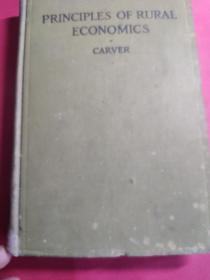 PRINCIPLES OF RURAL
ECONOMICS
CARVER